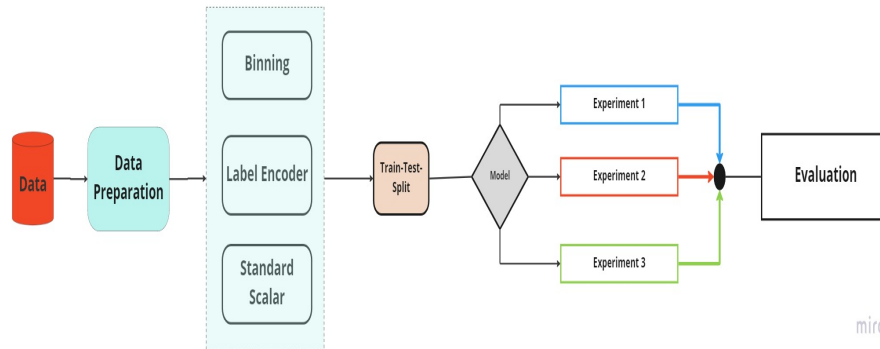 Data
Data
Preparation
Binning
Label Encoder
Standard
Scalar
Train-Test-
Split
Model
Experiment 1
Experiment 2
Experiment 3
Evaluation